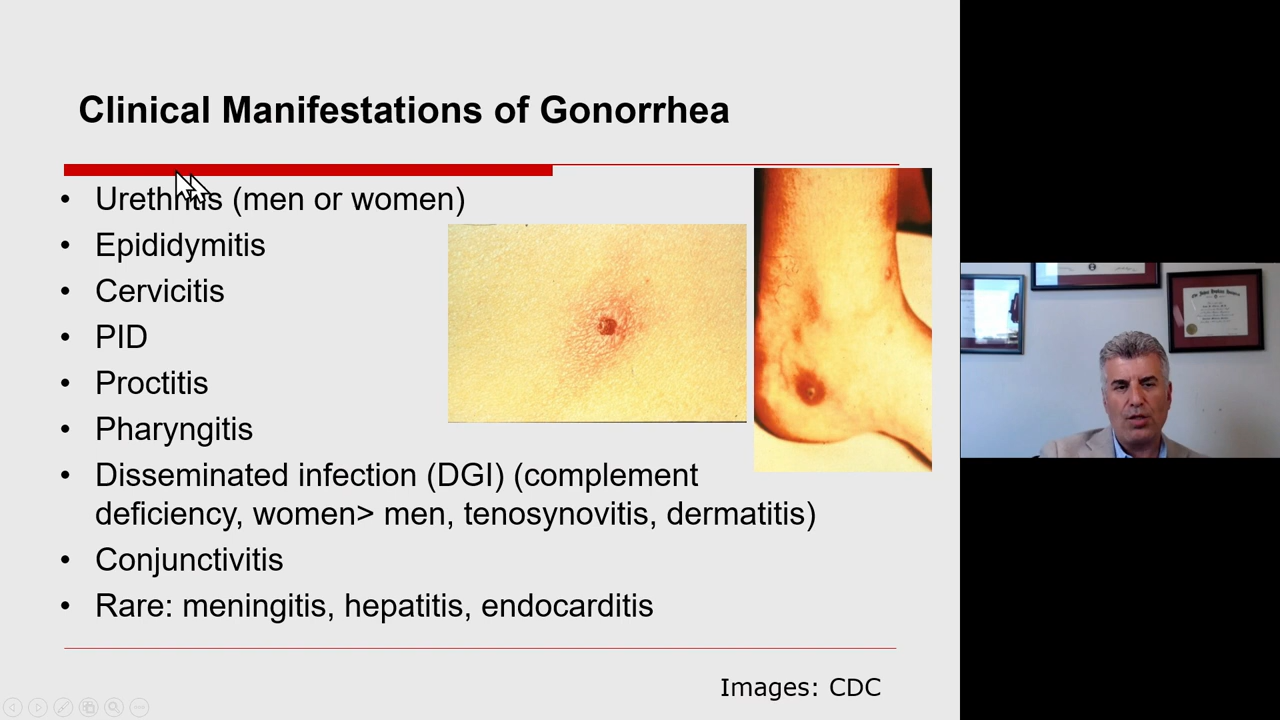 Clinical Manifestations of Gonorrhea
• Urethritis (men or women)
• Epididymitis
• Cervicitis
• PID
• Proctitis
• Pharyngitis
• Disseminated infection (DGI) (complement
deficiency, women> men, tenosynovitis, dermatitis)
• Conjunctivitis
• Rare: meningitis, hepatitis, endocarditis
Images: CDC